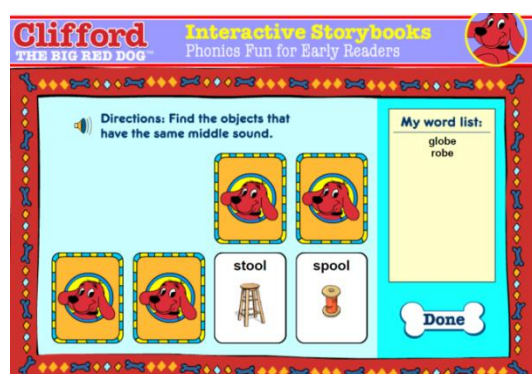 Clifford
THE BIG RED DOG™
Interactive Storybooks
Phonics Fun for Early Readers
Directions: Find the objects that
have the same middle sound.
stool
spool
My word list:
globe
robe
Done